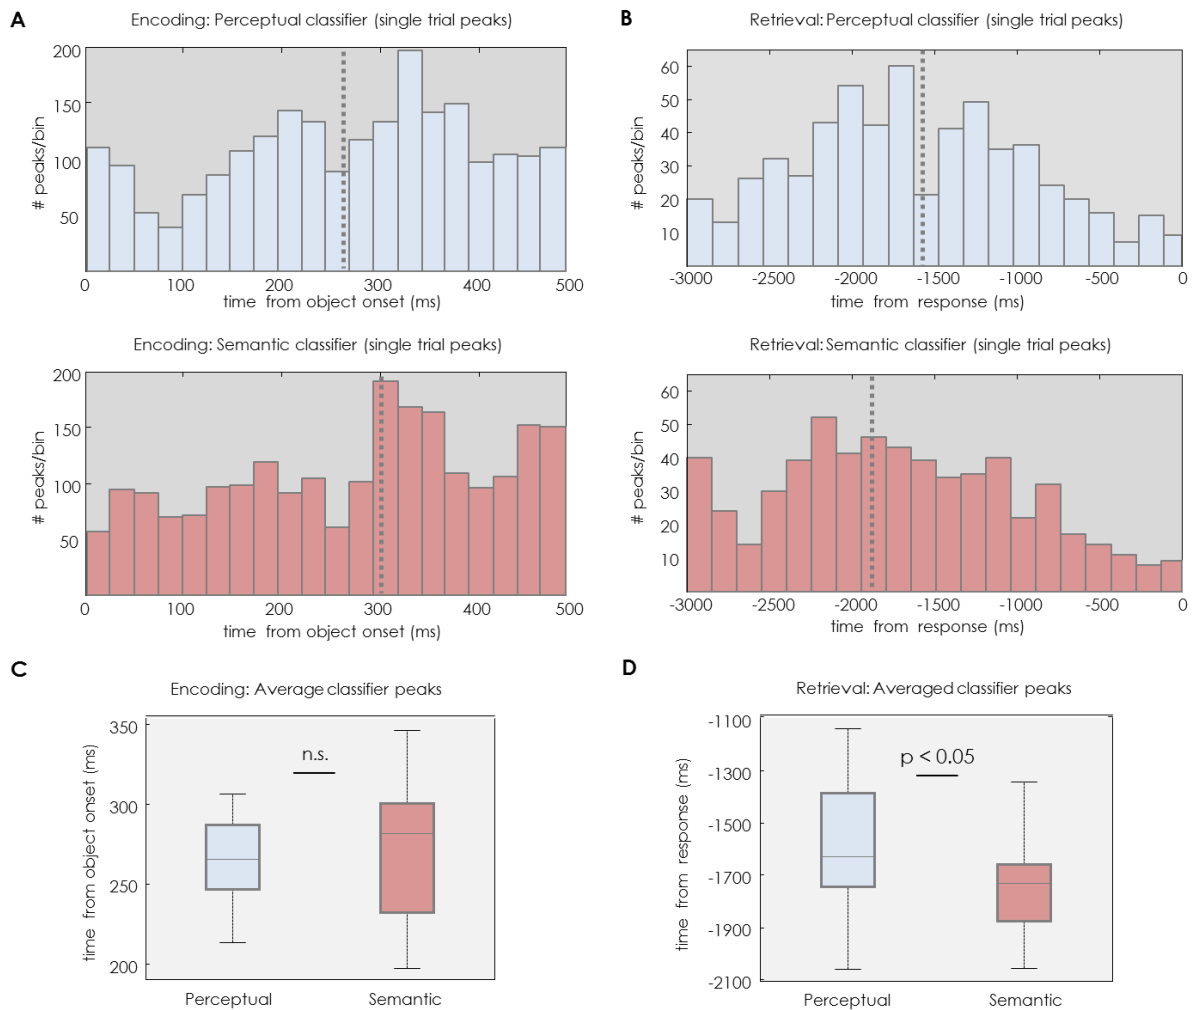 A
Encoding: Perceptual classifier (single trial peaks)
200
150
100
50
# peaks/bin
0 100 200 300 400 500
time from object onset (ms)
Encoding: Semantic classifier (single trial peaks)
200
150
100
50
# peaks/bin
0 100 200 300 400 500
time from object onset (ms)
B
Retrieval: Perceptual classifier (single trial peaks)
60
50
40
30
20
10
# peaks/bin
-3000 -2500 -2000 -1500 -1000 -500 0
time from response (ms)
Retrieval: Semantic classifier (single trial peaks)
60
50
40
30
20
10
# peaks/bin
-3000 -2500 -2000 -1500 -1000 -500 0
time from response (ms)
C
Encoding: Average classifier peaks
350
300
250
200
time from object onset (ms)
n.s.
Perceptual Semantic
D
Retrieval: Averaged classifier peaks
-1100
-1300
-1500
-1700
-1900
-2100
time from response (ms)
p < 0.05
Perceptual Semantic